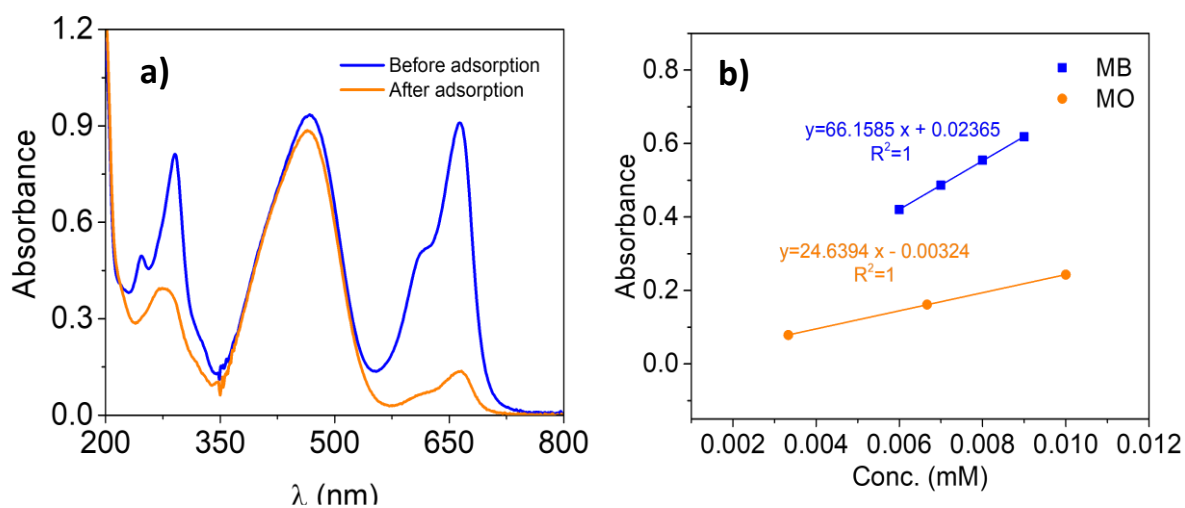 a)
Before adsorption
After adsorption
1.2
0.9
0.6
0.3
0.0
Absorbance
200 350 500 650 800
λ (nm)
b)
MB
MO
y=66.1585 x + 0.02365
R²=1
y=24.6394 x - 0.00324
R²=1
0.8
0.6
0.4
0.2
0.0
Absorbance
0.002 0.004 0.006 0.008 0.010 0.012
Conc. (mM)